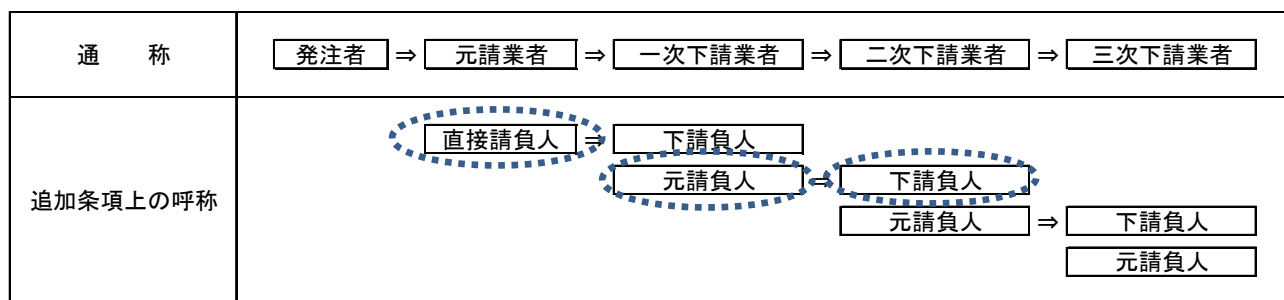 通　　称
発注者 ⇒ 元請業者 ⇒ 一次下請業者 ⇒ 二次下請業者 ⇒ 三次下請業者
追加条項上の呼称
直接請負人 ⇒ 下請負人
元請負人 ⇒ 下請負人
元請負人 ⇒ 下請負人
元請負人